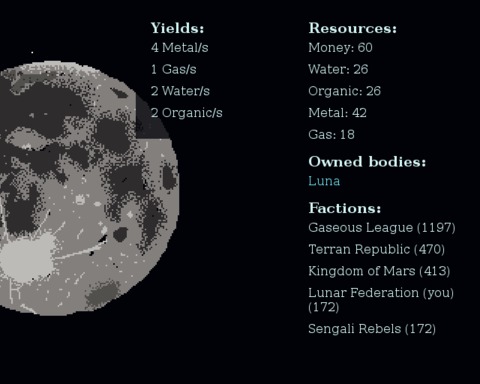 Yields:
4 Metal/s
1 Gas/s
2 Water/s
2 Organic/s
Resources:
Money: 60
Water: 26
Organic: 26
Metal: 42
Gas: 18
Owned bodies:
Luna
Factions:
Gaseous League (1197)
Terran Republic (470)
Kingdom of Mars (413)
Lunar Federation (you)
(172)
Sengali Rebels (172)